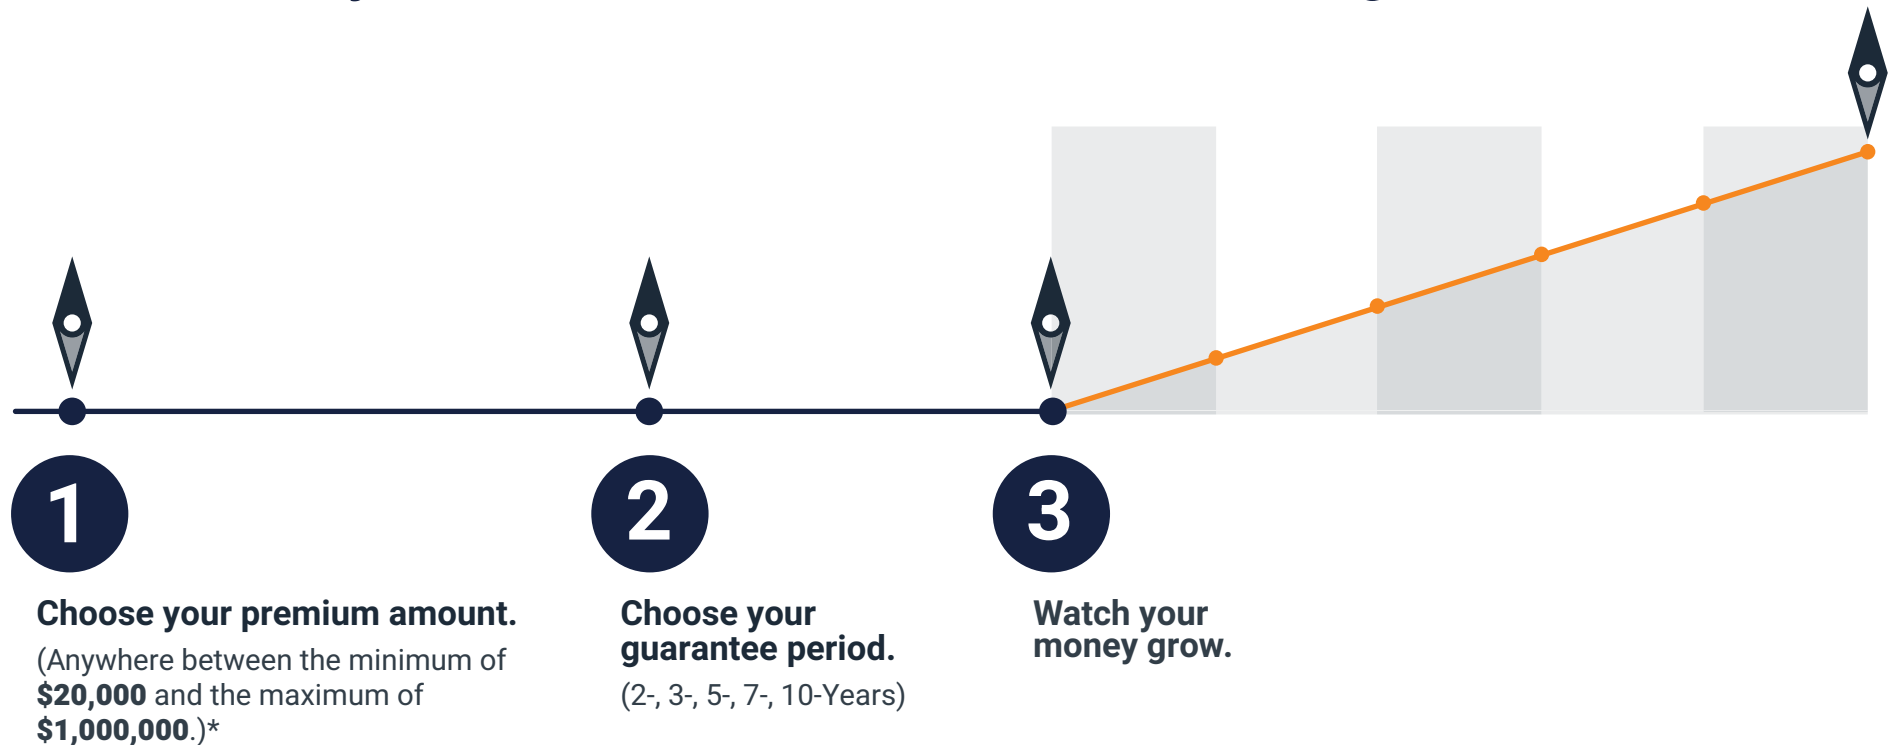 1
2
3
Choose your premium amount.
(Anywhere between the minimum of
$20,000 and the maximum of
$1,000,000.)*
Choose your
guarantee period.
(2-, 3-, 5-, 7-, 10-Years)
Watch your
money grow.